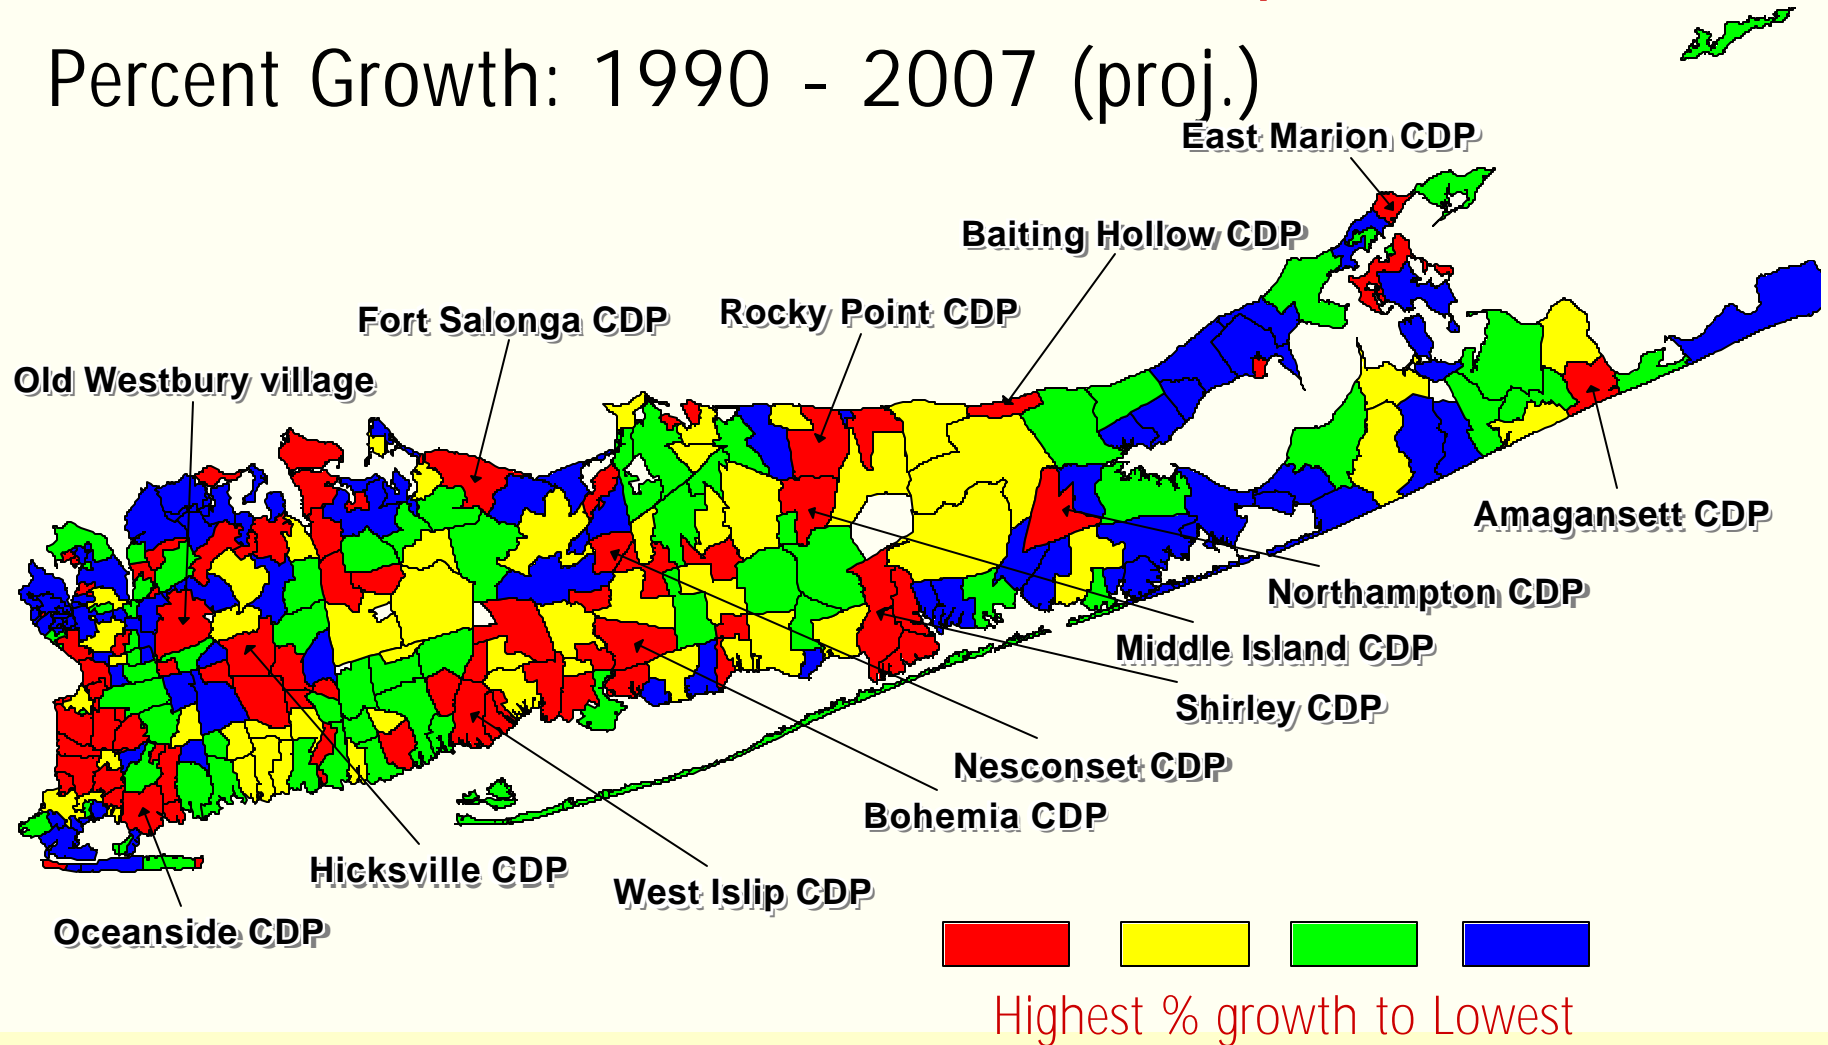 Percent Growth: 1990 - 2007 (proj.)
East Marion CDP
Baiting Hollow CDP
Rocky Point CDP
Fort Salonga CDP
Old Westbury village
Amagansett CDP
Northampton CDP
Middle Island CDP
Shirley CDP
Nesconset CDP
Bohemia CDP
Hicksville CDP
West Islip CDP
Oceanside CDP
Highest % growth to Lowest